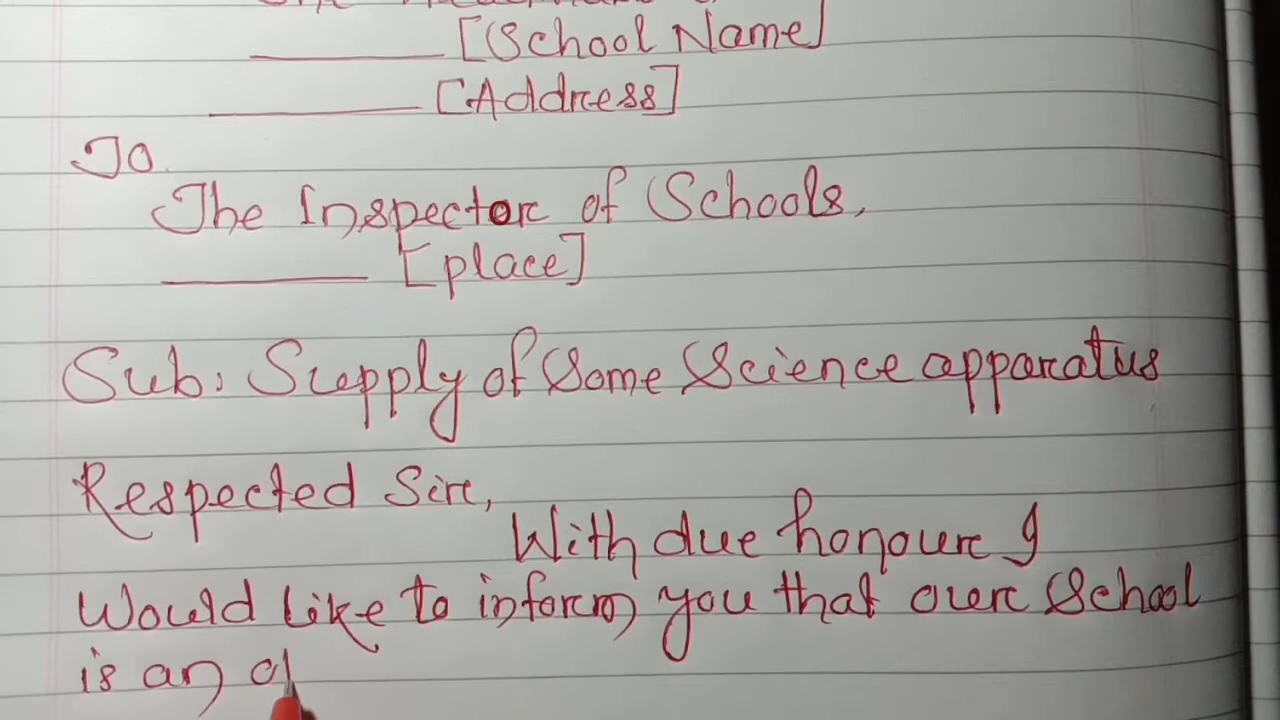 [School Name]
[Address]
To
The Inspector of Schools,
[place]
Sub: Supply of Some Science apparatus
Respected Sir,
With due honour I
Would like to inform you that our School
is an